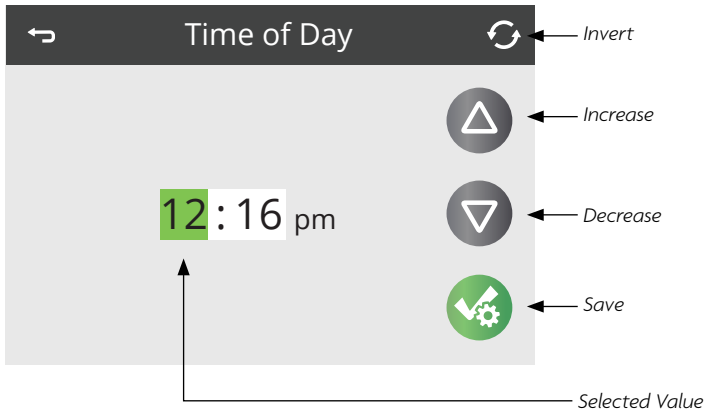 Time of Day
Invert
Increase
12 : 16 pm
Decrease
Save
Selected Value